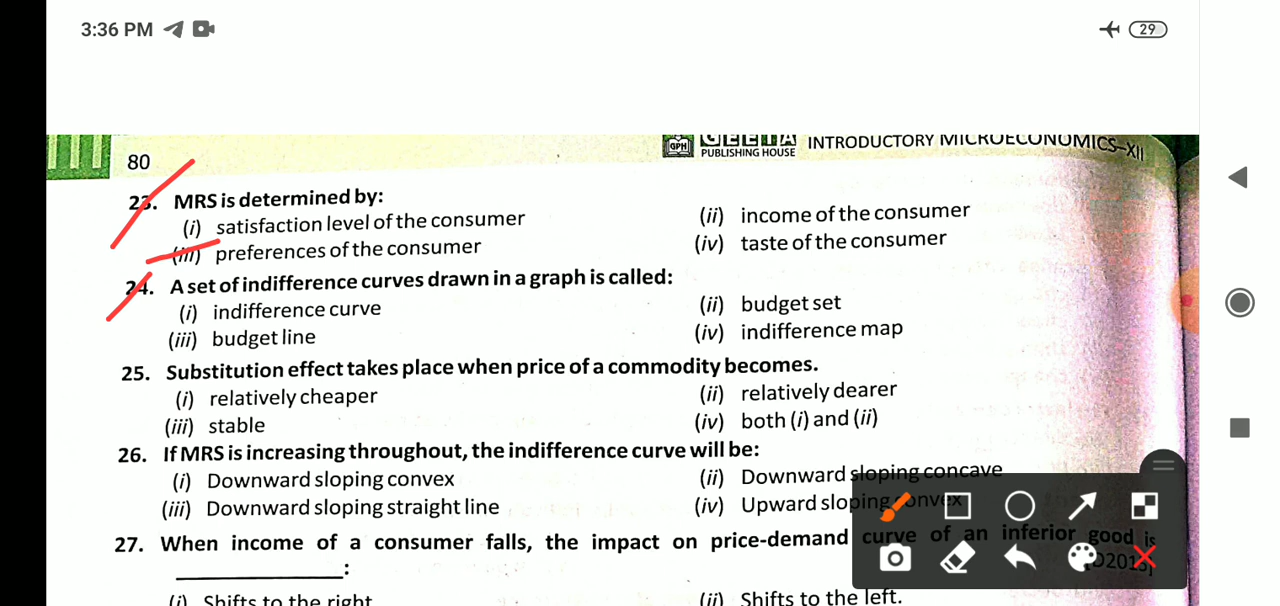 3:36 PM
29
80
GPH GEETA PUBLISHING HOUSE INTRODUCTORY MICROECONOMICS–XII
23. MRS is determined by:
(i) satisfaction level of the consumer (ii) income of the consumer
(iii) preferences of the consumer (iv) taste of the consumer
24. A set of indifference curves drawn in a graph is called:
(i) indifference curve (ii) budget set
(iii) budget line (iv) indifference map
25. Substitution effect takes place when price of a commodity becomes.
(i) relatively cheaper (ii) relatively dearer
(iii) stable (iv) both (i) and (ii)
26. If MRS is increasing throughout, the indifference curve will be:
(i) Downward sloping convex (ii) Downward sloping concave
(iii) Downward sloping straight line (iv) Upward sloping convex
27. When income of a consumer falls, the impact on price-demand curve of an inferior good is
____________:
(i) Shifts to the right (ii) Shifts to the left.